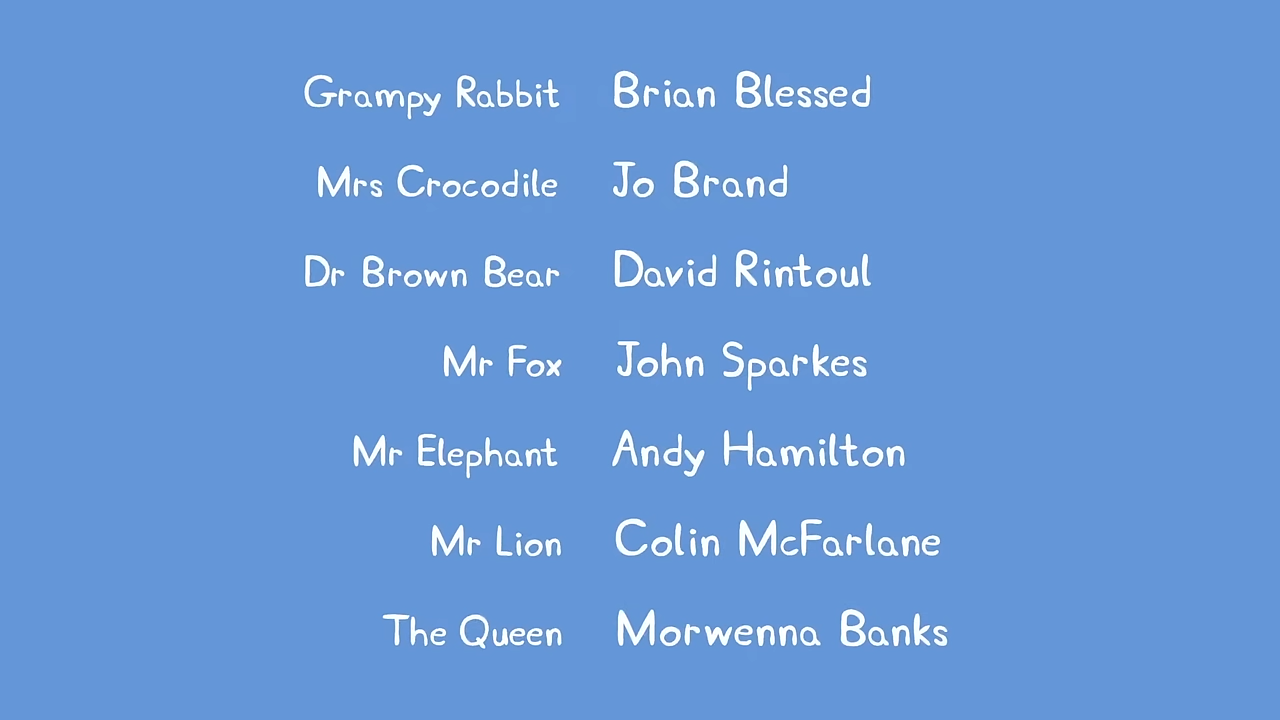 Grampy Rabbit Brian Blessed
Mrs Crocodile Jo Brand
Dr Brown Bear David Rintoul
Mr Fox John Sparkes
Mr Elephant Andy Hamilton
Mr Lion Colin McFarlane
The Queen Morwenna Banks